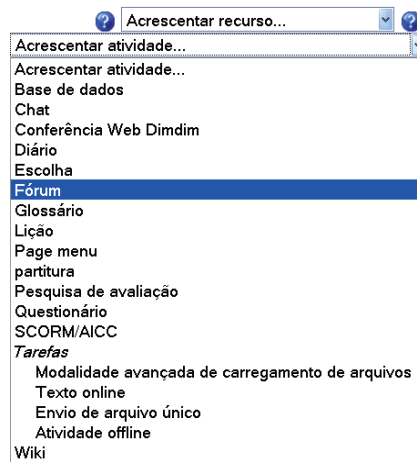 ? Acrescentar recurso... ?
Acrescentar atividade...
Acrescentar atividade...
Base de dados
Chat
Conferência Web Dimdim
Diário
Escolha
Fórum
Glossário
Lição
Page menu
partitura
Pesquisa de avaliação
Questionário
SCORM/AICC
Tarefas
Modalidade avançada de carregamento de arquivos
Texto online
Envio de arquivo único
Atividade offline
Wiki